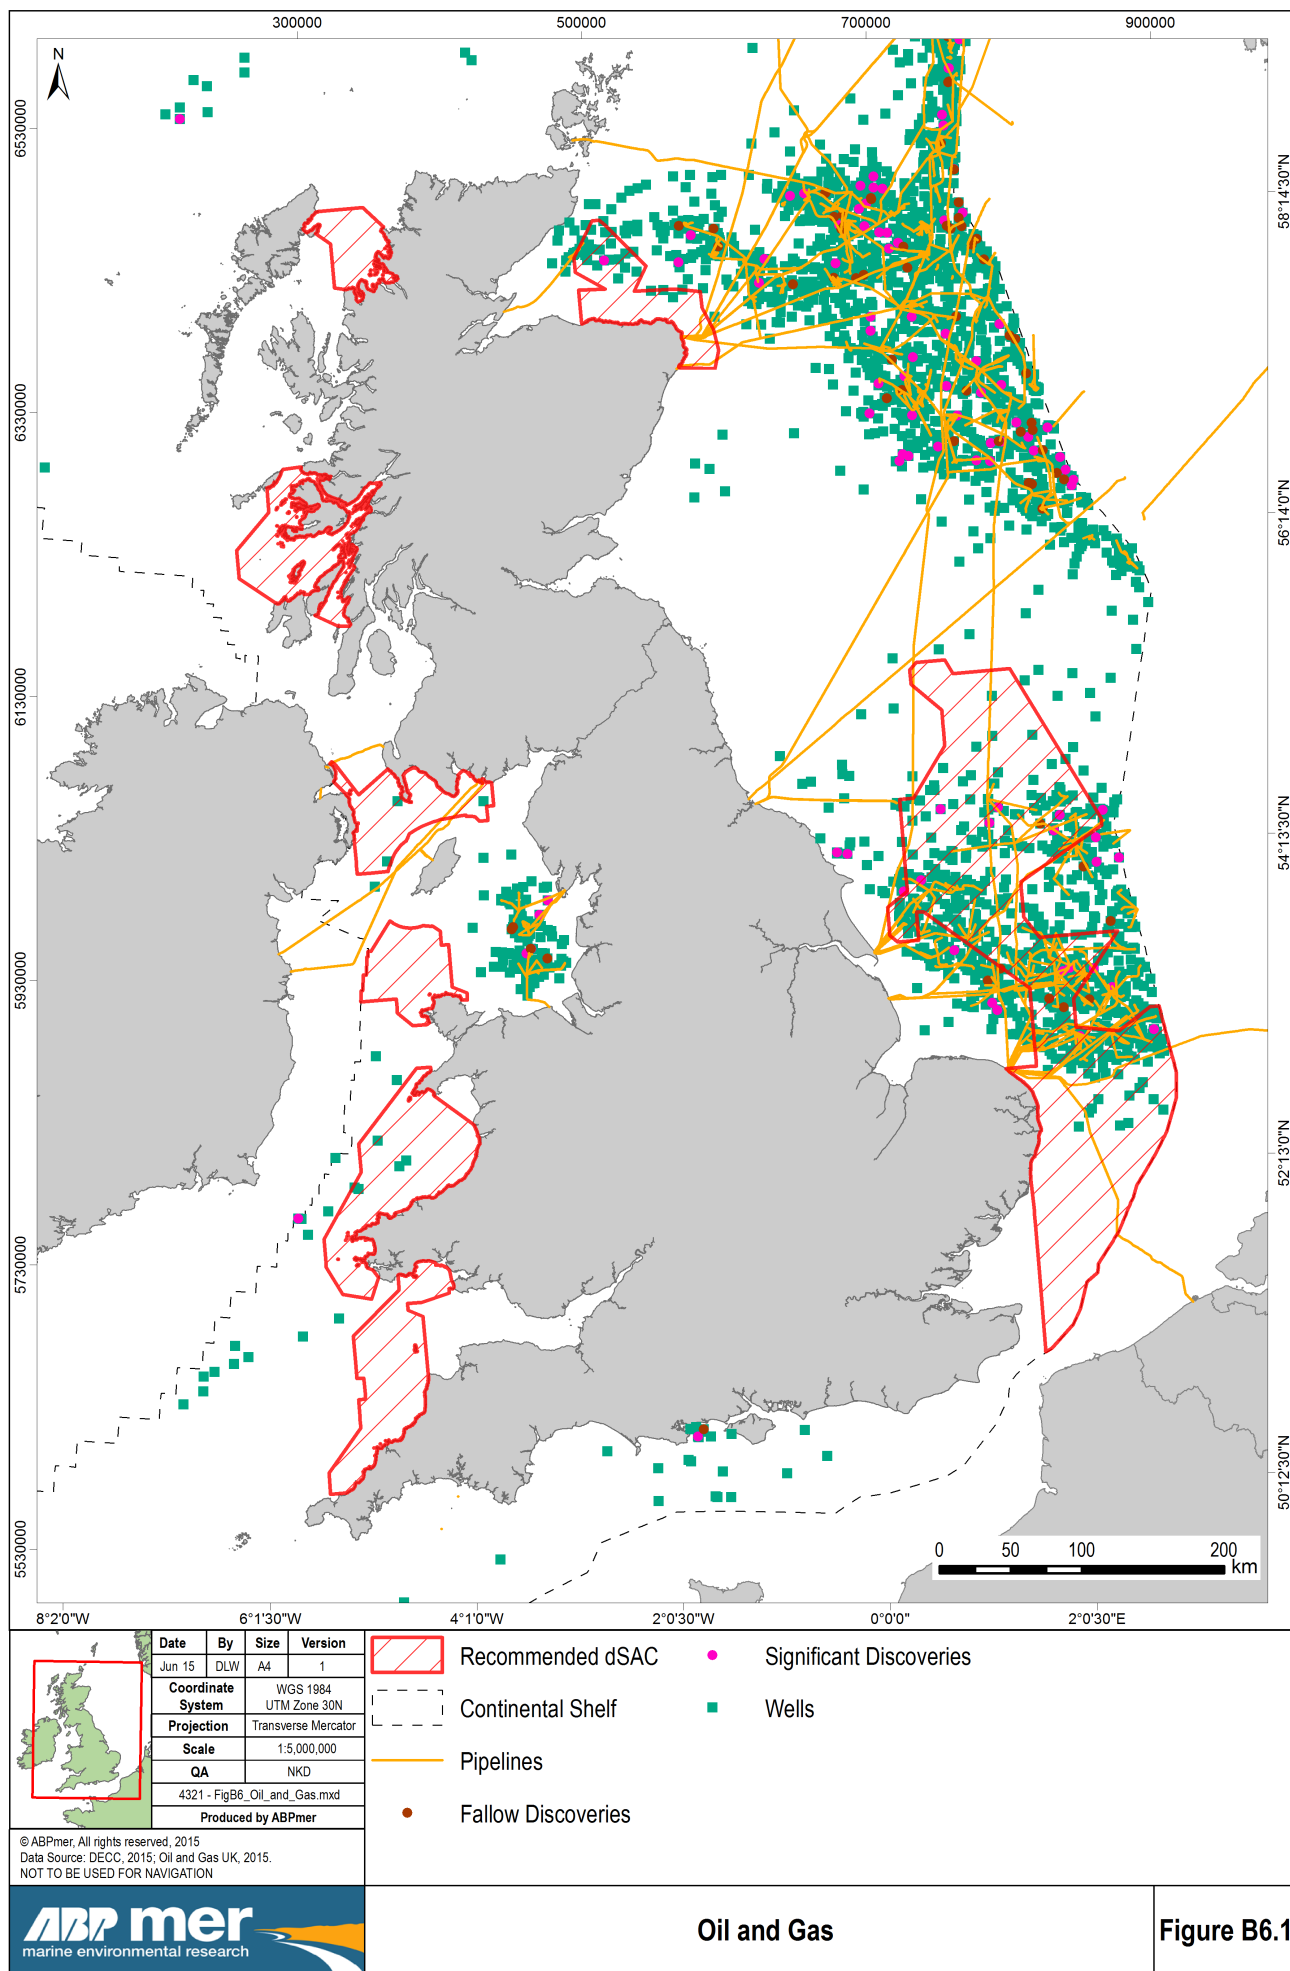 300000 500000 700000 900000
N
6530000
6330000
6130000
5930000
5730000
5530000
58°14'30"N
56°14'0"N
54°13'30"N
52°13'0"N
50°12'30"N
0 50 100 200
km
8°2'0"W 6°1'30"W 4°1'0"W 2°0'30"W 0°0'0" 2°0'30"E
Date By Size Version
Jun 15 DLW A4 1
Coordinate System WGS 1984 UTM Zone 30N
Projection Transverse Mercator
Scale 1:5,000,000
QA NKD
4321 - FigB6_Oil_and_Gas.mxd
Produced by ABPmer
© ABPmer, All rights reserved, 2015
Data Source: DECC, 2015; Oil and Gas UK, 2015.
NOT TO BE USED FOR NAVIGATION
Recommended dSAC
Continental Shelf
Pipelines
Fallow Discoveries
Significant Discoveries
Wells
ABP mer
marine environmental research
Oil and Gas
Figure B6.1